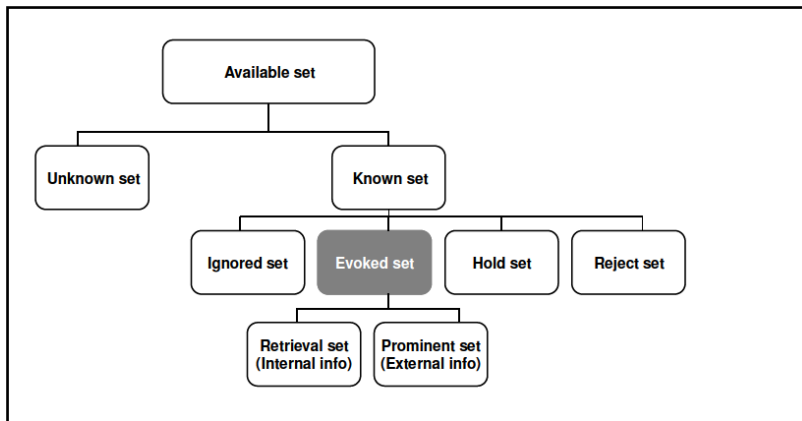 Available set
Unknown set
Known set
Ignored set
Evoked set
Hold set
Reject set
Retrieval set
(Internal info)
Prominent set
(External info)